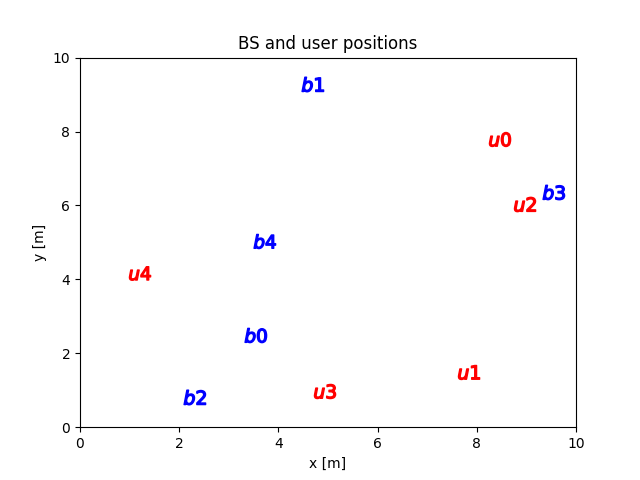 BS and user positions
10
b1
8
u0
b3
6
u2
b4
u4
4
b0
2
u1
u3
b2
0
0 2 4 6 8 10
x [m]
y [m]